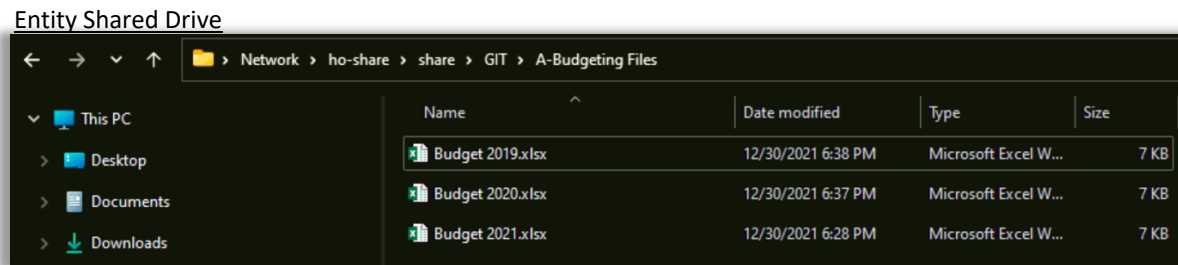 Entity Shared Drive
Network > ho-share > share > GIT > A-Budgeting Files
This PC
Name Date modified Type Size
Desktop
Budget 2019.xlsx 12/30/2021 6:38 PM Microsoft Excel W... 7 KB
Documents
Budget 2020.xlsx 12/30/2021 6:37 PM Microsoft Excel W... 7 KB
Downloads
Budget 2021.xlsx 12/30/2021 6:28 PM Microsoft Excel W... 7 KB